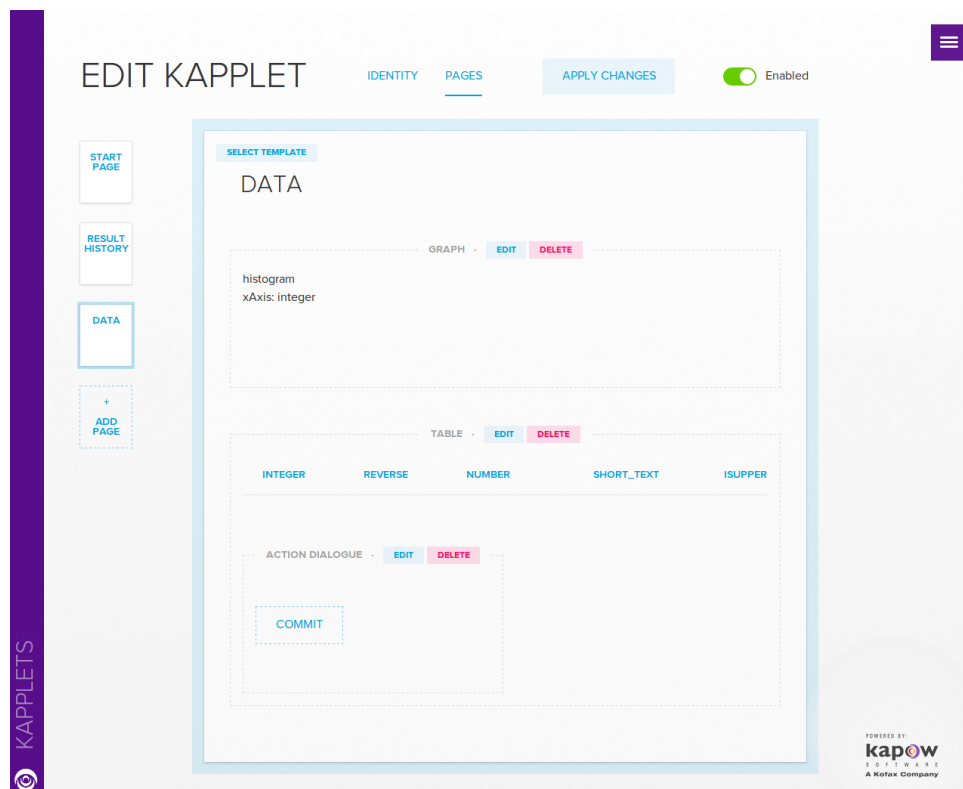 EDIT KAPPLET
IDENTITY
PAGES
APPLY CHANGES
Enabled
START
PAGE
RESULT
HISTORY
DATA
+
ADD
PAGE
SELECT TEMPLATE
DATA
GRAPH · EDIT DELETE
histogram
xAxis: integer
TABLE · EDIT DELETE
INTEGER REVERSE NUMBER SHORT_TEXT ISUPPER
ACTION DIALOGUE · EDIT DELETE
COMMIT
KAPPLETS
POWERED BY:
kapow
SOFTWARE
A Kofax Company